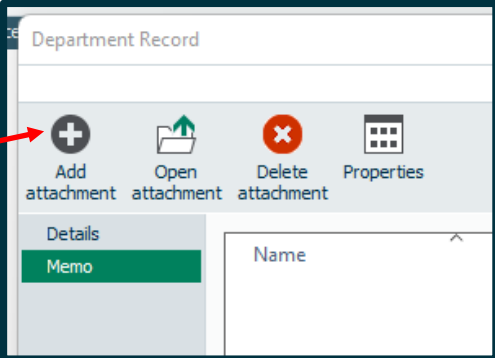 Department Record
Add attachment
Open attachment
Delete attachment
Properties
Details
Memo
Name